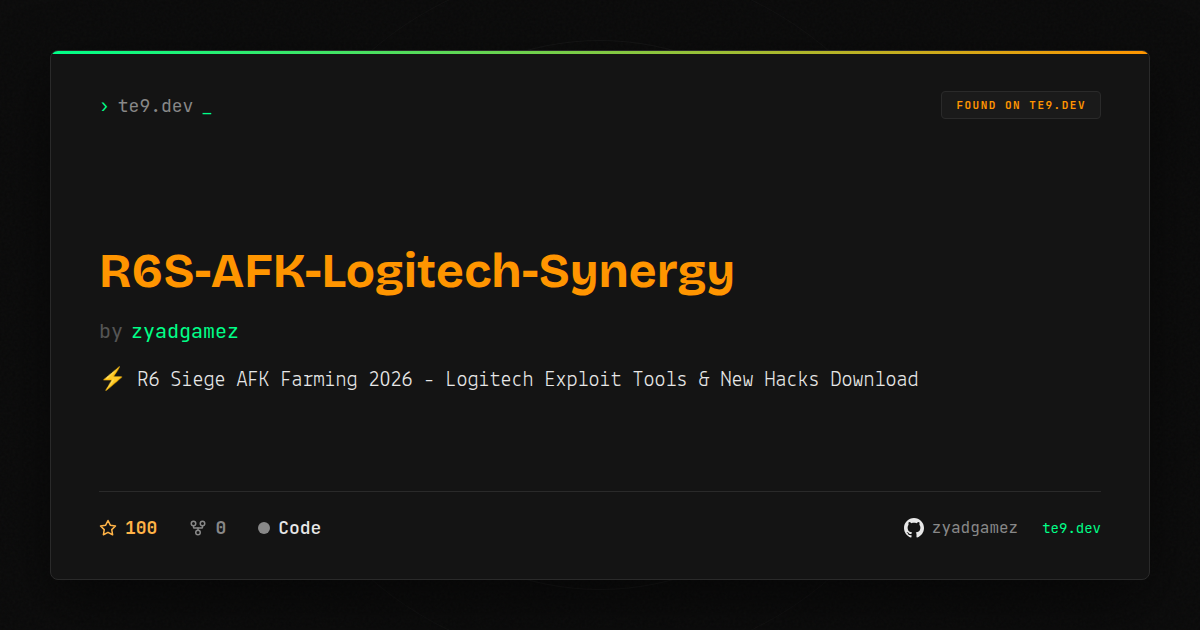 › te9.dev _
FOUND ON TE9.DEV
R6S-AFK-Logitech-Synergy
by zyadgamez
⚡ R6 Siege AFK Farming 2026 - Logitech Exploit Tools & New Hacks Download
100
0
Code
zyadgamez
te9.dev